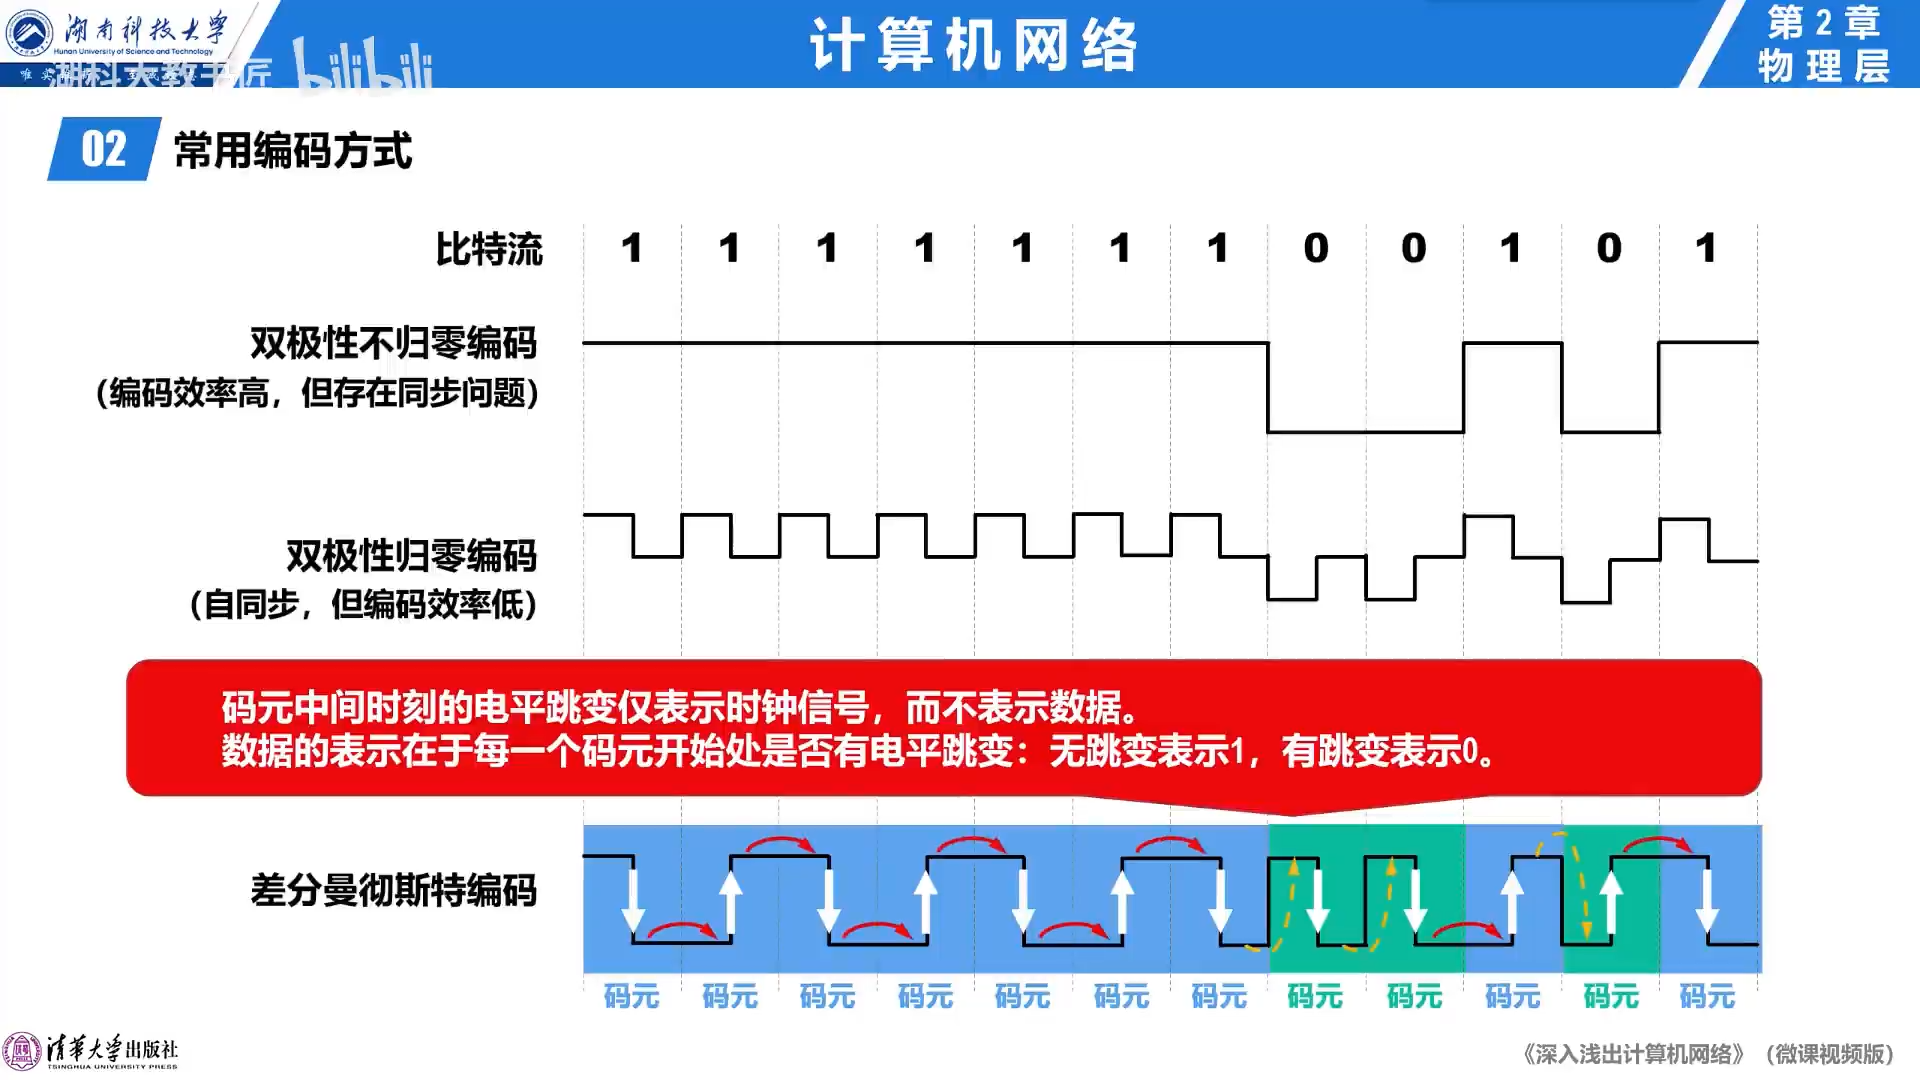 湖南科技大学
Hunan University of Science and Technology
湖科大教书匠 bilibili
计算机网络
第2章
物理层
02 常用编码方式
比特流 1 1 1 1 1 1 1 0 0 1 0 1
双极性不归零编码
（编码效率高，但存在同步问题）
双极性归零编码
（自同步，但编码效率低）
码元中间时刻的电平跳变仅表示时钟信号，而不表示数据。
数据的表示在于每一个码元开始处是否有电平跳变：无跳变表示1，有跳变表示0。
差分曼彻斯特编码
码元 码元 码元 码元 码元 码元 码元 码元 码元 码元 码元 码元
清华大学出版社
TSINGHUA UNIVERSITY PRESS
《深入浅出计算机网络》（微课视频版）